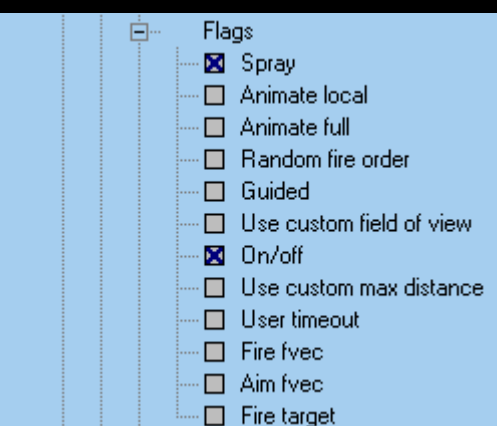 Flags
Spray
Animate local
Animate full
Random fire order
Guided
Use custom field of view
On/off
Use custom max distance
User timeout
Fire fvec
Aim fvec
Fire target